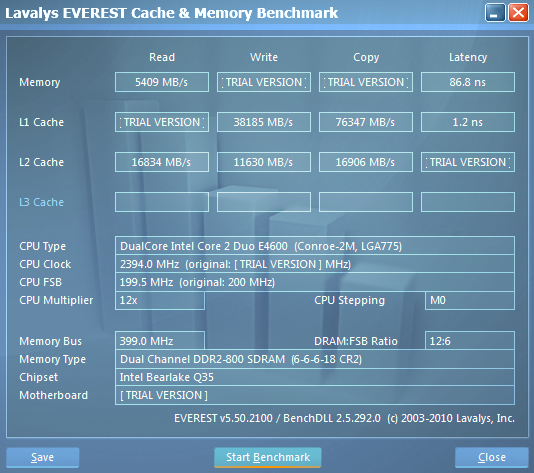 Lavalys EVEREST Cache & Memory Benchmark
Read Write Copy Latency
Memory 5409 MB/s [ TRIAL VERSION ] [ TRIAL VERSION ] 86.8 ns
L1 Cache [ TRIAL VERSION ] 38185 MB/s 76347 MB/s 1.2 ns
L2 Cache 16834 MB/s 11630 MB/s 16906 MB/s [ TRIAL VERSION ]
L3 Cache
CPU Type DualCore Intel Core 2 Duo E4600 (Conroe-2M, LGA775)
CPU Clock 2394.0 MHz (original: [ TRIAL VERSION ] MHz)
CPU FSB 199.5 MHz (original: 200 MHz)
CPU Multiplier 12x CPU Stepping M0
Memory Bus 399.0 MHz DRAM:FSB Ratio 12:6
Memory Type Dual Channel DDR2-800 SDRAM (6-6-6-18 CR2)
Chipset Intel Bearlake Q35
Motherboard [ TRIAL VERSION ]
EVEREST v5.50.2100 / BenchDLL 2.5.292.0 (c) 2003-2010 Lavalys, Inc.
Save Start Benchmark Close